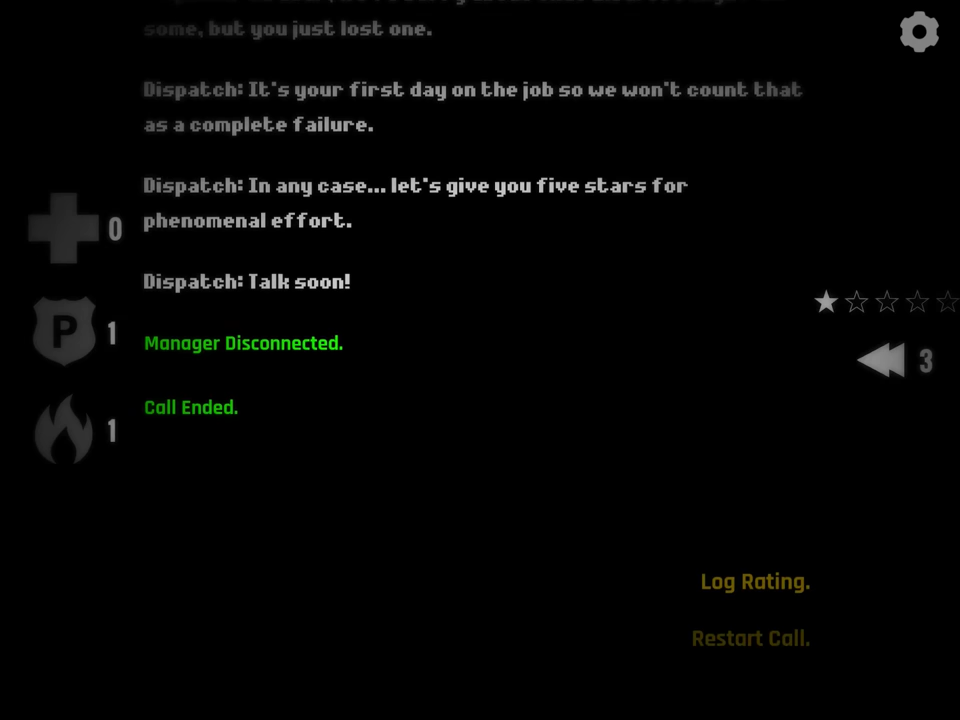 some, but you just lost one.
Dispatch: It's your first day on the job so we won't count that
as a complete failure.
Dispatch: In any case... let's give you five stars for
phenomenal effort.
Dispatch: Talk soon!
Manager Disconnected.
Call Ended.
0
P
1
1
3
Log Rating.
Restart Call.